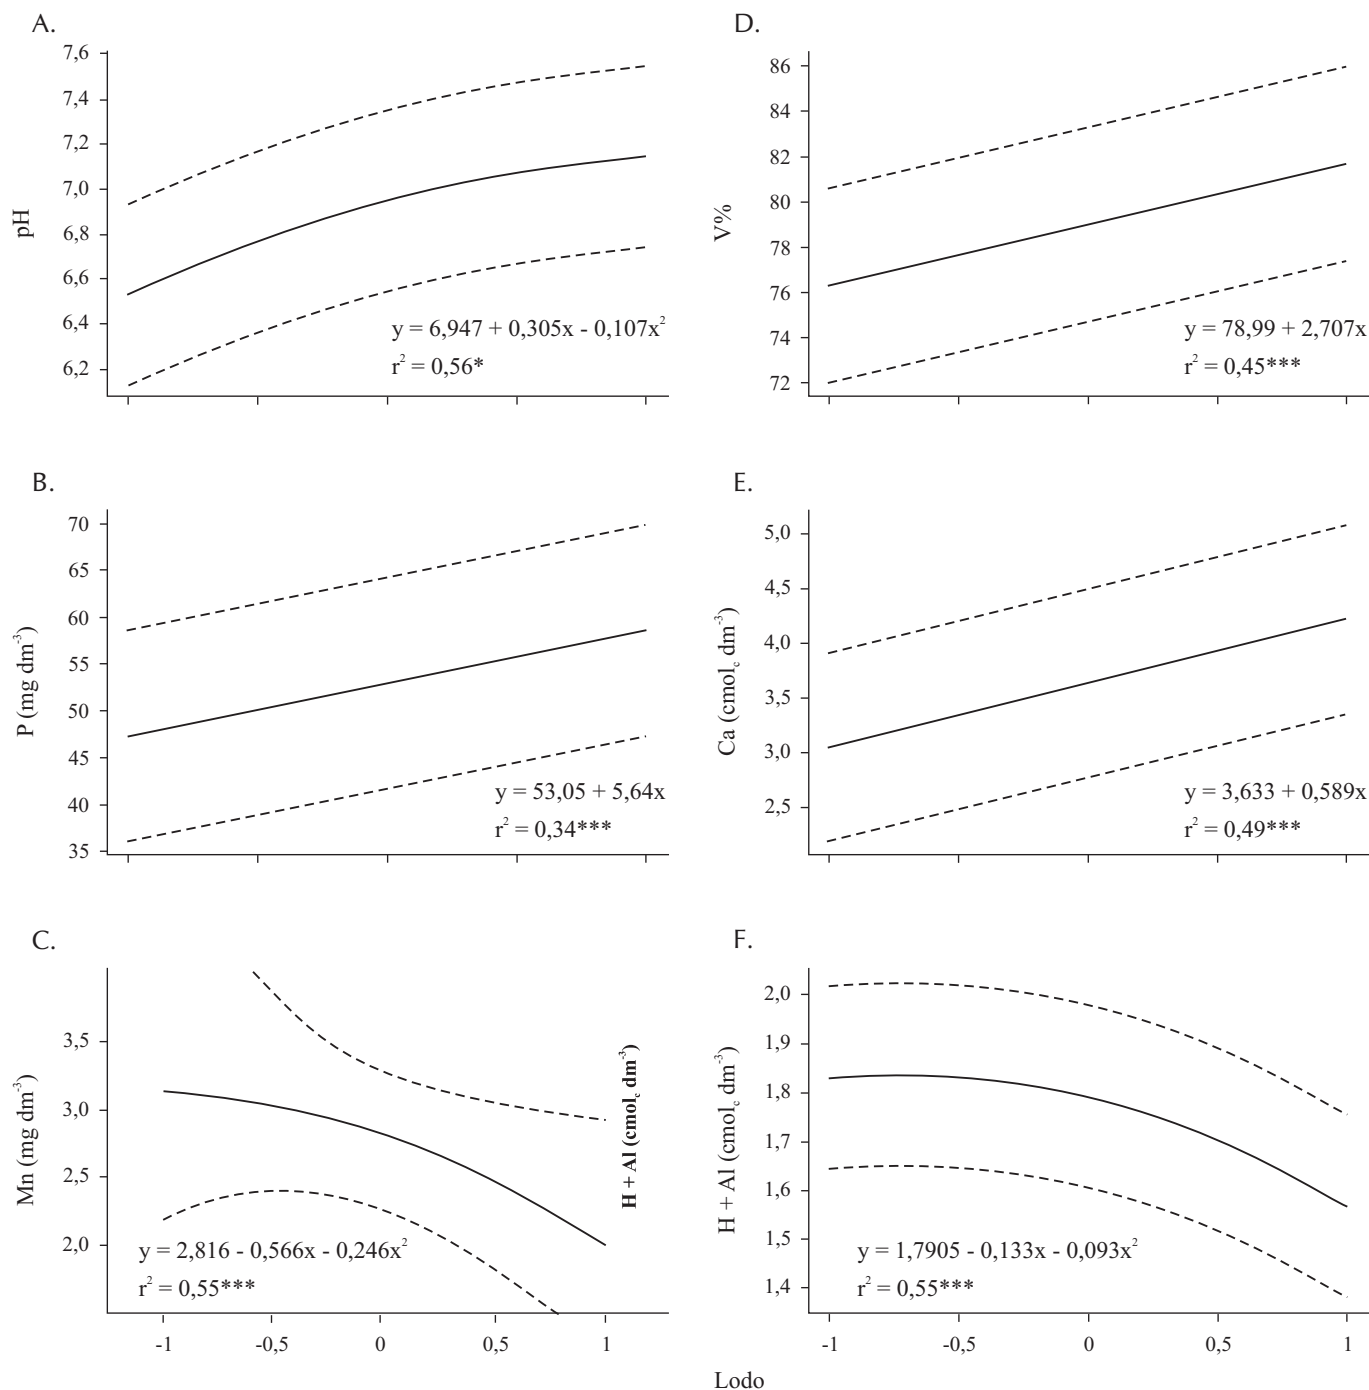 A.
7,6
7,4
7,2
7,0
6,8
6,6
6,4
6,2
pH
y = 6,947 + 0,305x - 0,107x²
r² = 0,56*
D.
86
84
82
80
78
76
74
72
V%
y = 78,99 + 2,707x
r² = 0,45***
B.
70
65
60
55
50
45
40
35
P (mg dm⁻³)
y = 53,05 + 5,64x
r² = 0,34***
E.
5,0
4,5
4,0
3,5
3,0
2,5
Ca (cmol꜀ dm⁻³)
y = 3,633 + 0,589x
r² = 0,49***
C.
3,5
3,0
2,5
2,0
Mn (mg dm⁻³)
y = 2,816 - 0,566x - 0,246x²
r² = 0,55***
-1 -0,5 0 0,5 1
H + Al (cmol꜀ dm⁻³)
F.
2,0
1,9
1,8
1,7
1,6
1,5
1,4
H + Al (cmol꜀ dm⁻³)
y = 1,7905 - 0,133x - 0,093x²
r² = 0,55***
-1 -0,5 0 0,5 1
Lodo